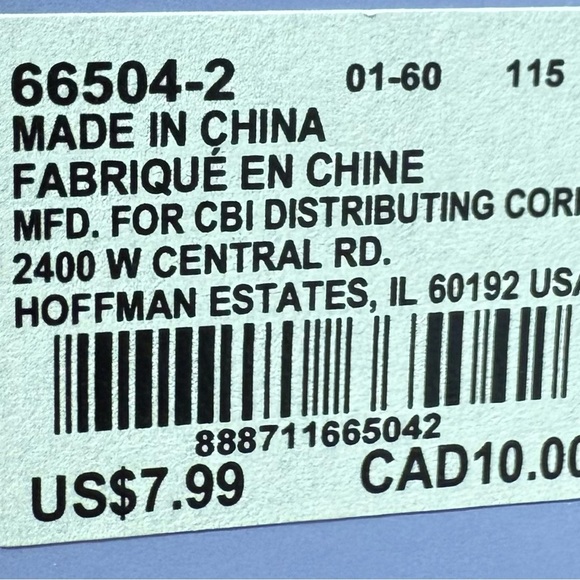 66504-2 01-60 115
MADE IN CHINA
FABRIQUÉ EN CHINE
MFD. FOR CBI DISTRIBUTING COR
2400 W CENTRAL RD.
HOFFMAN ESTATES, IL 60192 USA
888711665042
US$7.99 CAD10.00